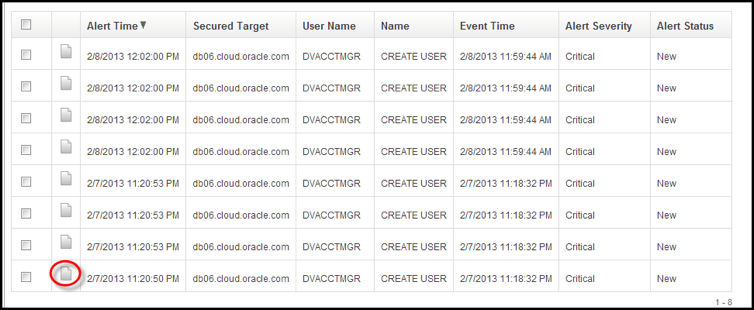 Alert Time Secured Target User Name Name Event Time Alert Severity Alert Status
2/8/2013 12:02:00 PM db06.cloud.oracle.com DVACCTMGR CREATE USER 2/8/2013 11:59:44 AM Critical New
2/8/2013 12:02:00 PM db06.cloud.oracle.com DVACCTMGR CREATE USER 2/8/2013 11:59:44 AM Critical New
2/8/2013 12:02:00 PM db06.cloud.oracle.com DVACCTMGR CREATE USER 2/8/2013 11:59:44 AM Critical New
2/8/2013 12:02:00 PM db06.cloud.oracle.com DVACCTMGR CREATE USER 2/8/2013 11:59:44 AM Critical New
2/7/2013 11:20:53 PM db06.cloud.oracle.com DVACCTMGR CREATE USER 2/7/2013 11:18:32 PM Critical New
2/7/2013 11:20:53 PM db06.cloud.oracle.com DVACCTMGR CREATE USER 2/7/2013 11:18:32 PM Critical New
2/7/2013 11:20:53 PM db06.cloud.oracle.com DVACCTMGR CREATE USER 2/7/2013 11:18:32 PM Critical New
2/7/2013 11:20:50 PM db06.cloud.oracle.com DVACCTMGR CREATE USER 2/7/2013 11:18:32 PM Critical New
1 - 8